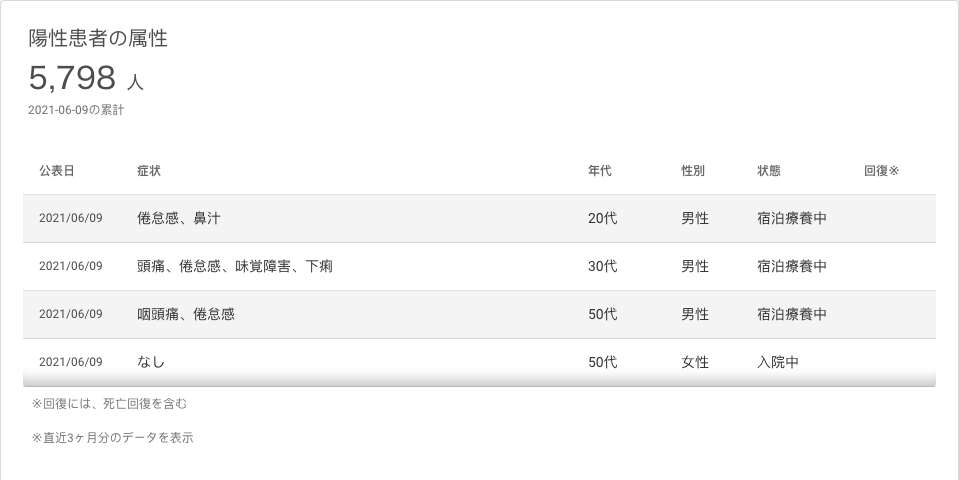 陽性患者の属性
5,798 人
2021-06-09の累計
公表日 症状 年代 性別 状態 回復※
2021/06/09 倦怠感、鼻汁 20代 男性 宿泊療養中
2021/06/09 頭痛、倦怠感、味覚障害、下痢 30代 男性 宿泊療養中
2021/06/09 咽頭痛、倦怠感 50代 男性 宿泊療養中
2021/06/09 なし 50代 女性 入院中
※回復には、死亡回復を含む
※直近3ヶ月分のデータを表示